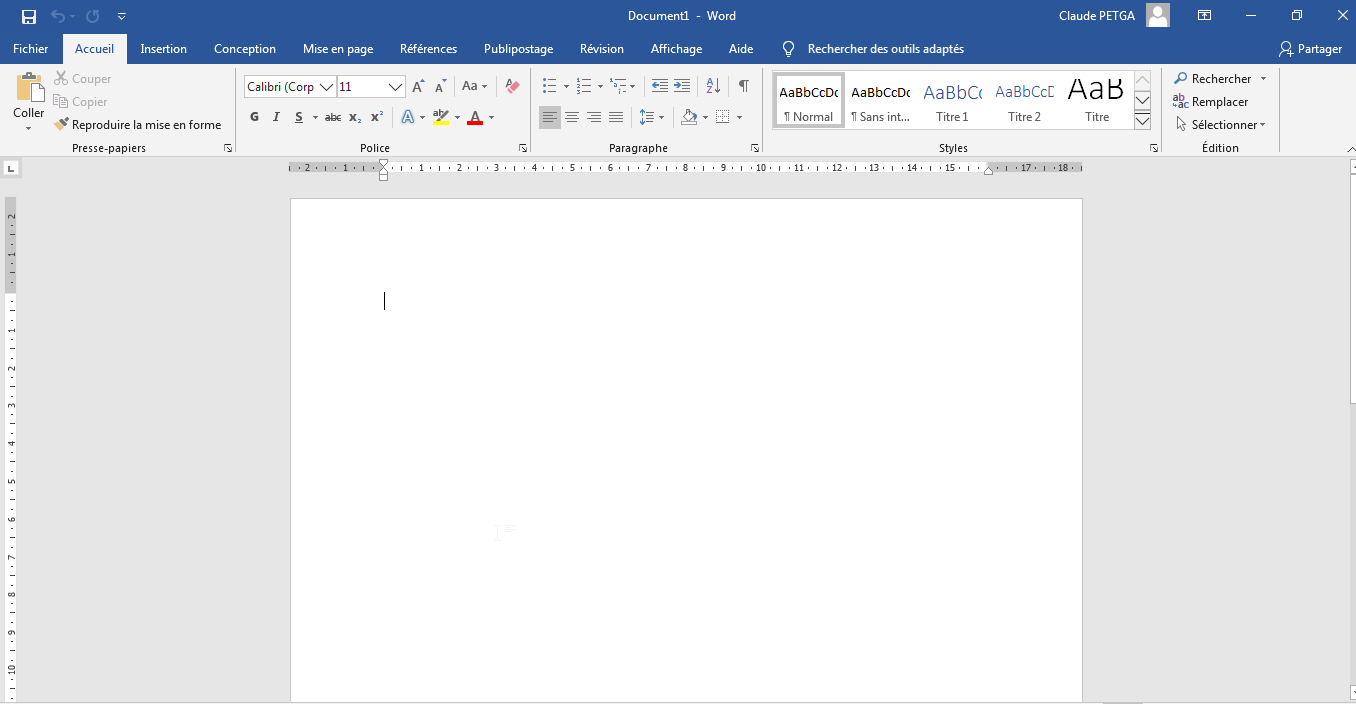 Document1 - Word
Claude PETGA
Fichier Accueil Insertion Conception Mise en page Références Publipostage Révision Affichage Aide Rechercher des outils adaptés Partager
Coller
Couper
Copier
Reproduire la mise en forme
Presse-papiers
Calibri (Corp 11 Aa
G I S abc x₂ x² A aby A
Police
Paragraphe
AaBbCcDc AaBbCcDc AaBbCc AaBbCcD AaB
¶ Normal ¶ Sans int... Titre 1 Titre 2 Titre
Styles
Rechercher
Remplacer
Sélectionner
Édition
2 1 1 2 3 4 5 6 7 8 9 10 11 12 13 14 15 17 18
2
1
1
2
3
4
5
6
7
8
9
10